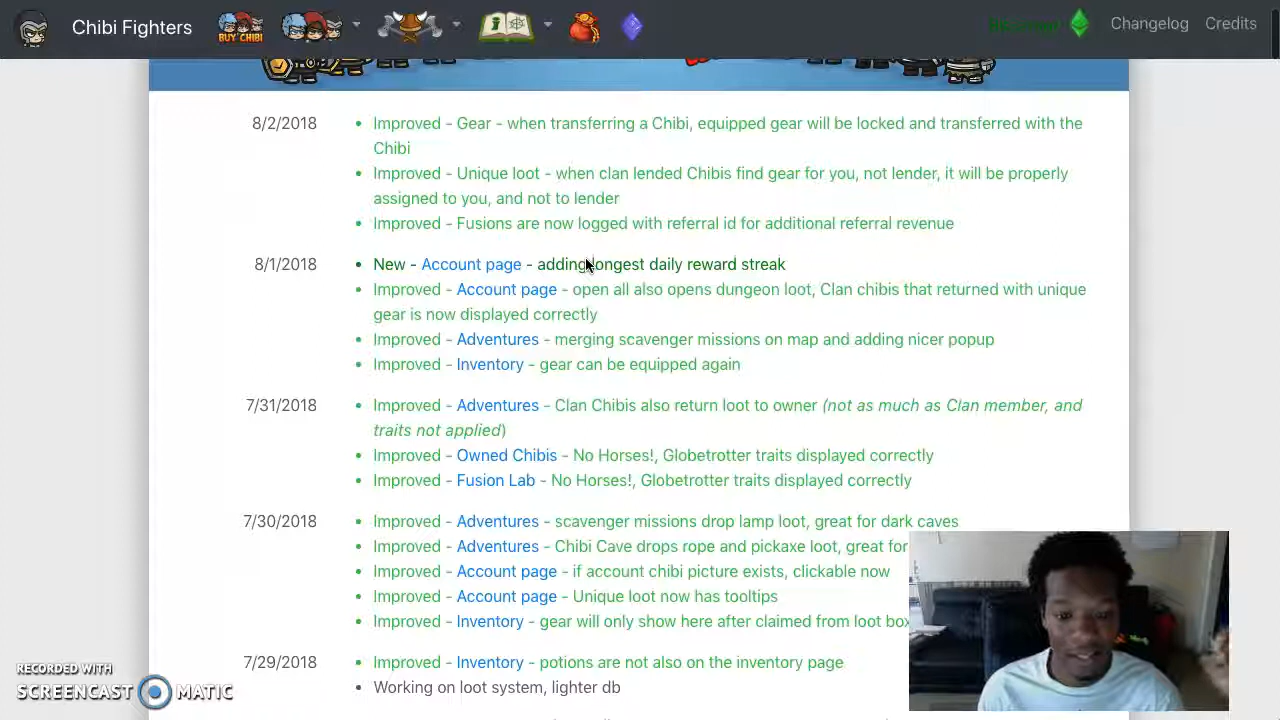 Chibi Fighters
BUY CHIBI
Changelog
Credits
8/2/2018
Improved - Gear - when transferring a Chibi, equipped gear will be locked and transferred with the
Chibi
Improved - Unique loot - when clan lended Chibis find gear for you, not lender, it will be properly
assigned to you, and not to lender
Improved - Fusions are now logged with referral id for additional referral revenue
8/1/2018
New - Account page - adding longest daily reward streak
Improved - Account page - open all also opens dungeon loot, Clan chibis that returned with unique
gear is now displayed correctly
Improved - Adventures - merging scavenger missions on map and adding nicer popup
Improved - Inventory - gear can be equipped again
7/31/2018
Improved - Adventures - Clan Chibis also return loot to owner (not as much as Clan member, and
traits not applied)
Improved - Owned Chibis - No Horses!, Globetrotter traits displayed correctly
Improved - Fusion Lab - No Horses!, Globetrotter traits displayed correctly
7/30/2018
Improved - Adventures - scavenger missions drop lamp loot, great for dark caves
Improved - Adventures - Chibi Cave drops rope and pickaxe loot, great for
Improved - Account page - if account chibi picture exists, clickable now
Improved - Account page - Unique loot now has tooltips
Improved - Inventory - gear will only show here after claimed from loot box
7/29/2018
Improved - Inventory - potions are not also on the inventory page
Working on loot system, lighter db
RECORDED WITH
SCREENCAST MATIC